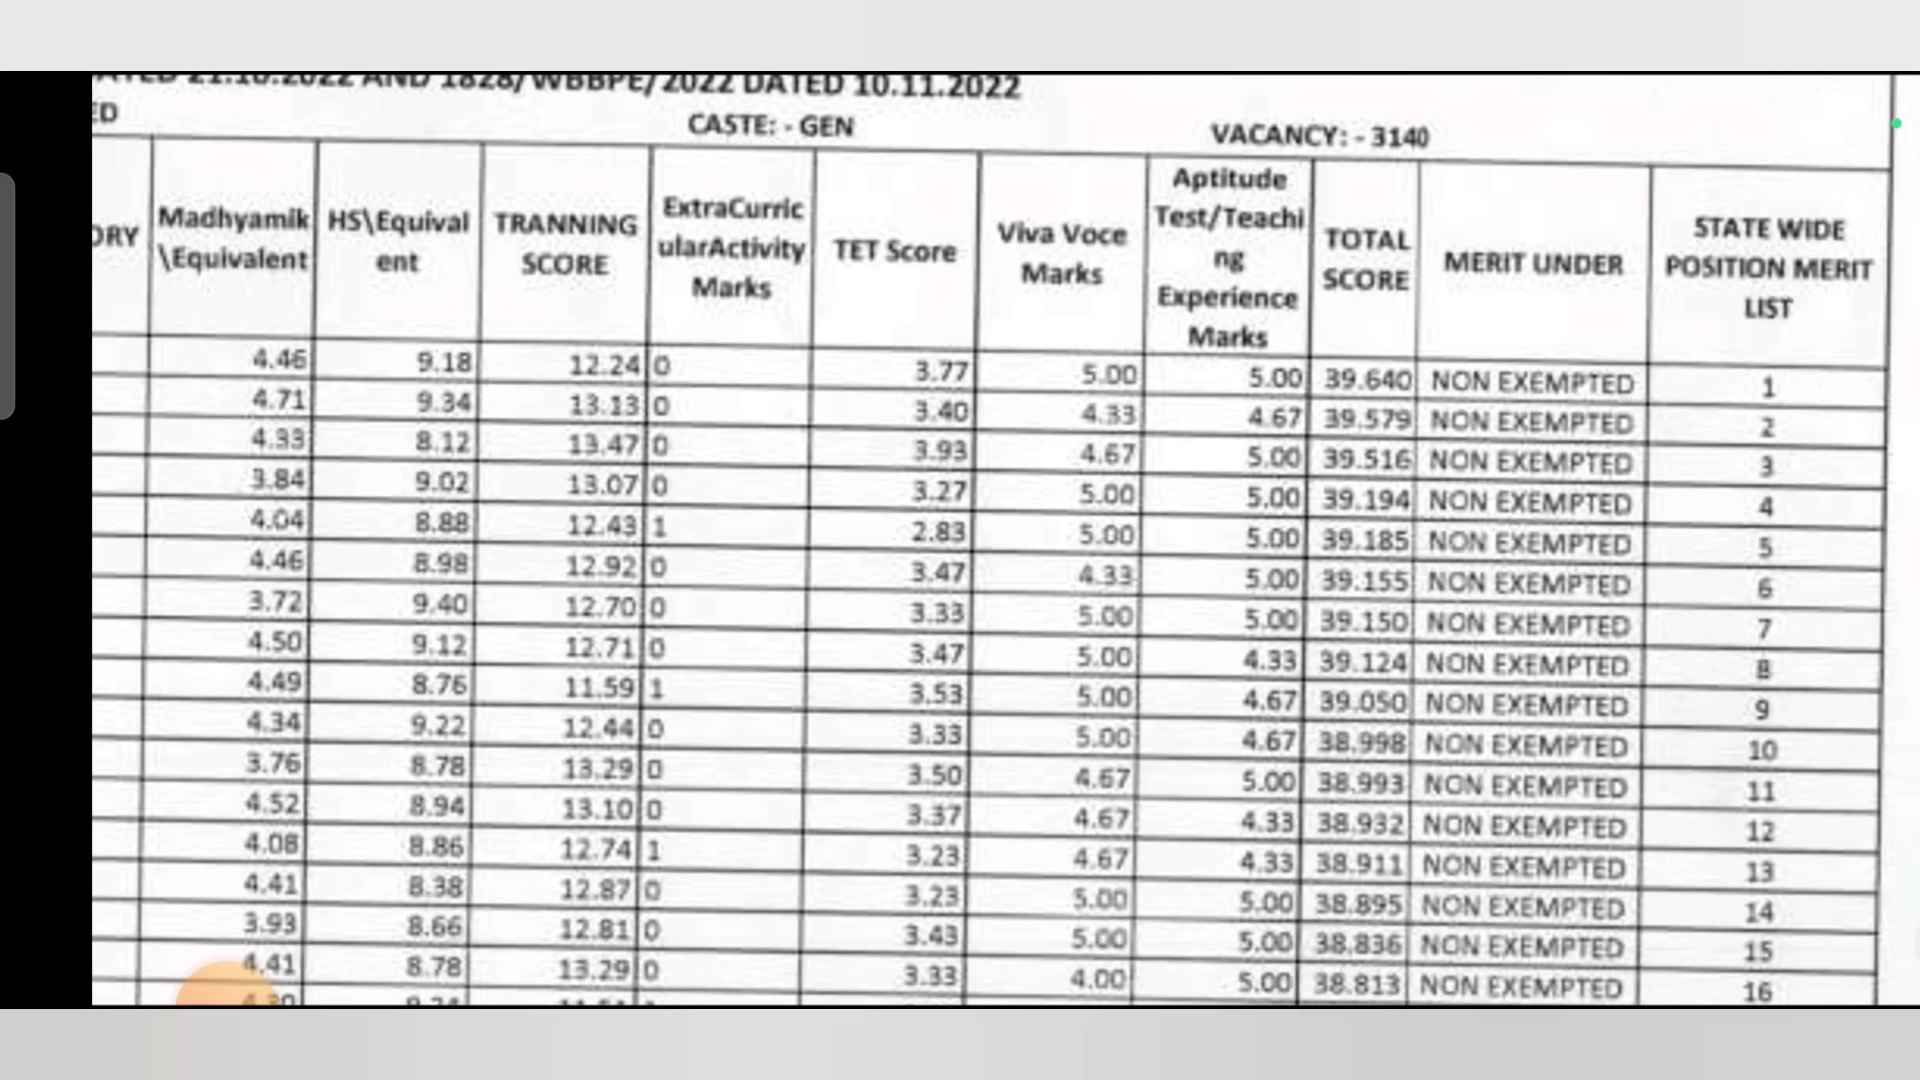 ATED 21.10.2022 AND 1828/WBBPE/2022 DATED 10.11.2022
ED CASTE: - GEN VACANCY: - 3140
ORY Madhyamik\Equivalent HS\Equivalent TRANNING SCORE ExtraCurricularActivity Marks TET Score Viva Voce Marks Aptitude Test/Teaching Experience Marks TOTAL SCORE MERIT UNDER STATE WIDE POSITION MERIT LIST
4.46 9.18 12.24 0 3.77 5.00 5.00 39.640 NON EXEMPTED 1
4.71 9.34 13.13 0 3.40 4.33 4.67 39.579 NON EXEMPTED 2
4.33 8.12 13.47 0 3.93 4.67 5.00 39.516 NON EXEMPTED 3
3.84 9.02 13.07 0 3.27 5.00 5.00 39.194 NON EXEMPTED 4
4.04 8.88 12.43 1 2.83 5.00 5.00 39.185 NON EXEMPTED 5
4.46 8.98 12.92 0 3.47 4.33 5.00 39.155 NON EXEMPTED 6
3.72 9.40 12.70 0 3.33 5.00 5.00 39.150 NON EXEMPTED 7
4.50 9.12 12.71 0 3.47 5.00 4.33 39.124 NON EXEMPTED 8
4.49 8.76 11.59 1 3.53 5.00 4.67 39.050 NON EXEMPTED 9
4.34 9.22 12.44 0 3.33 5.00 4.67 38.998 NON EXEMPTED 10
3.76 8.78 13.29 0 3.50 4.67 5.00 38.993 NON EXEMPTED 11
4.52 8.94 13.10 0 3.37 4.67 4.33 38.932 NON EXEMPTED 12
4.08 8.86 12.74 1 3.23 4.67 4.33 38.911 NON EXEMPTED 13
4.41 8.38 12.87 0 3.23 5.00 5.00 38.895 NON EXEMPTED 14
3.93 8.66 12.81 0 3.43 5.00 5.00 38.836 NON EXEMPTED 15
4.41 8.78 13.29 0 3.33 4.00 5.00 38.813 NON EXEMPTED 16